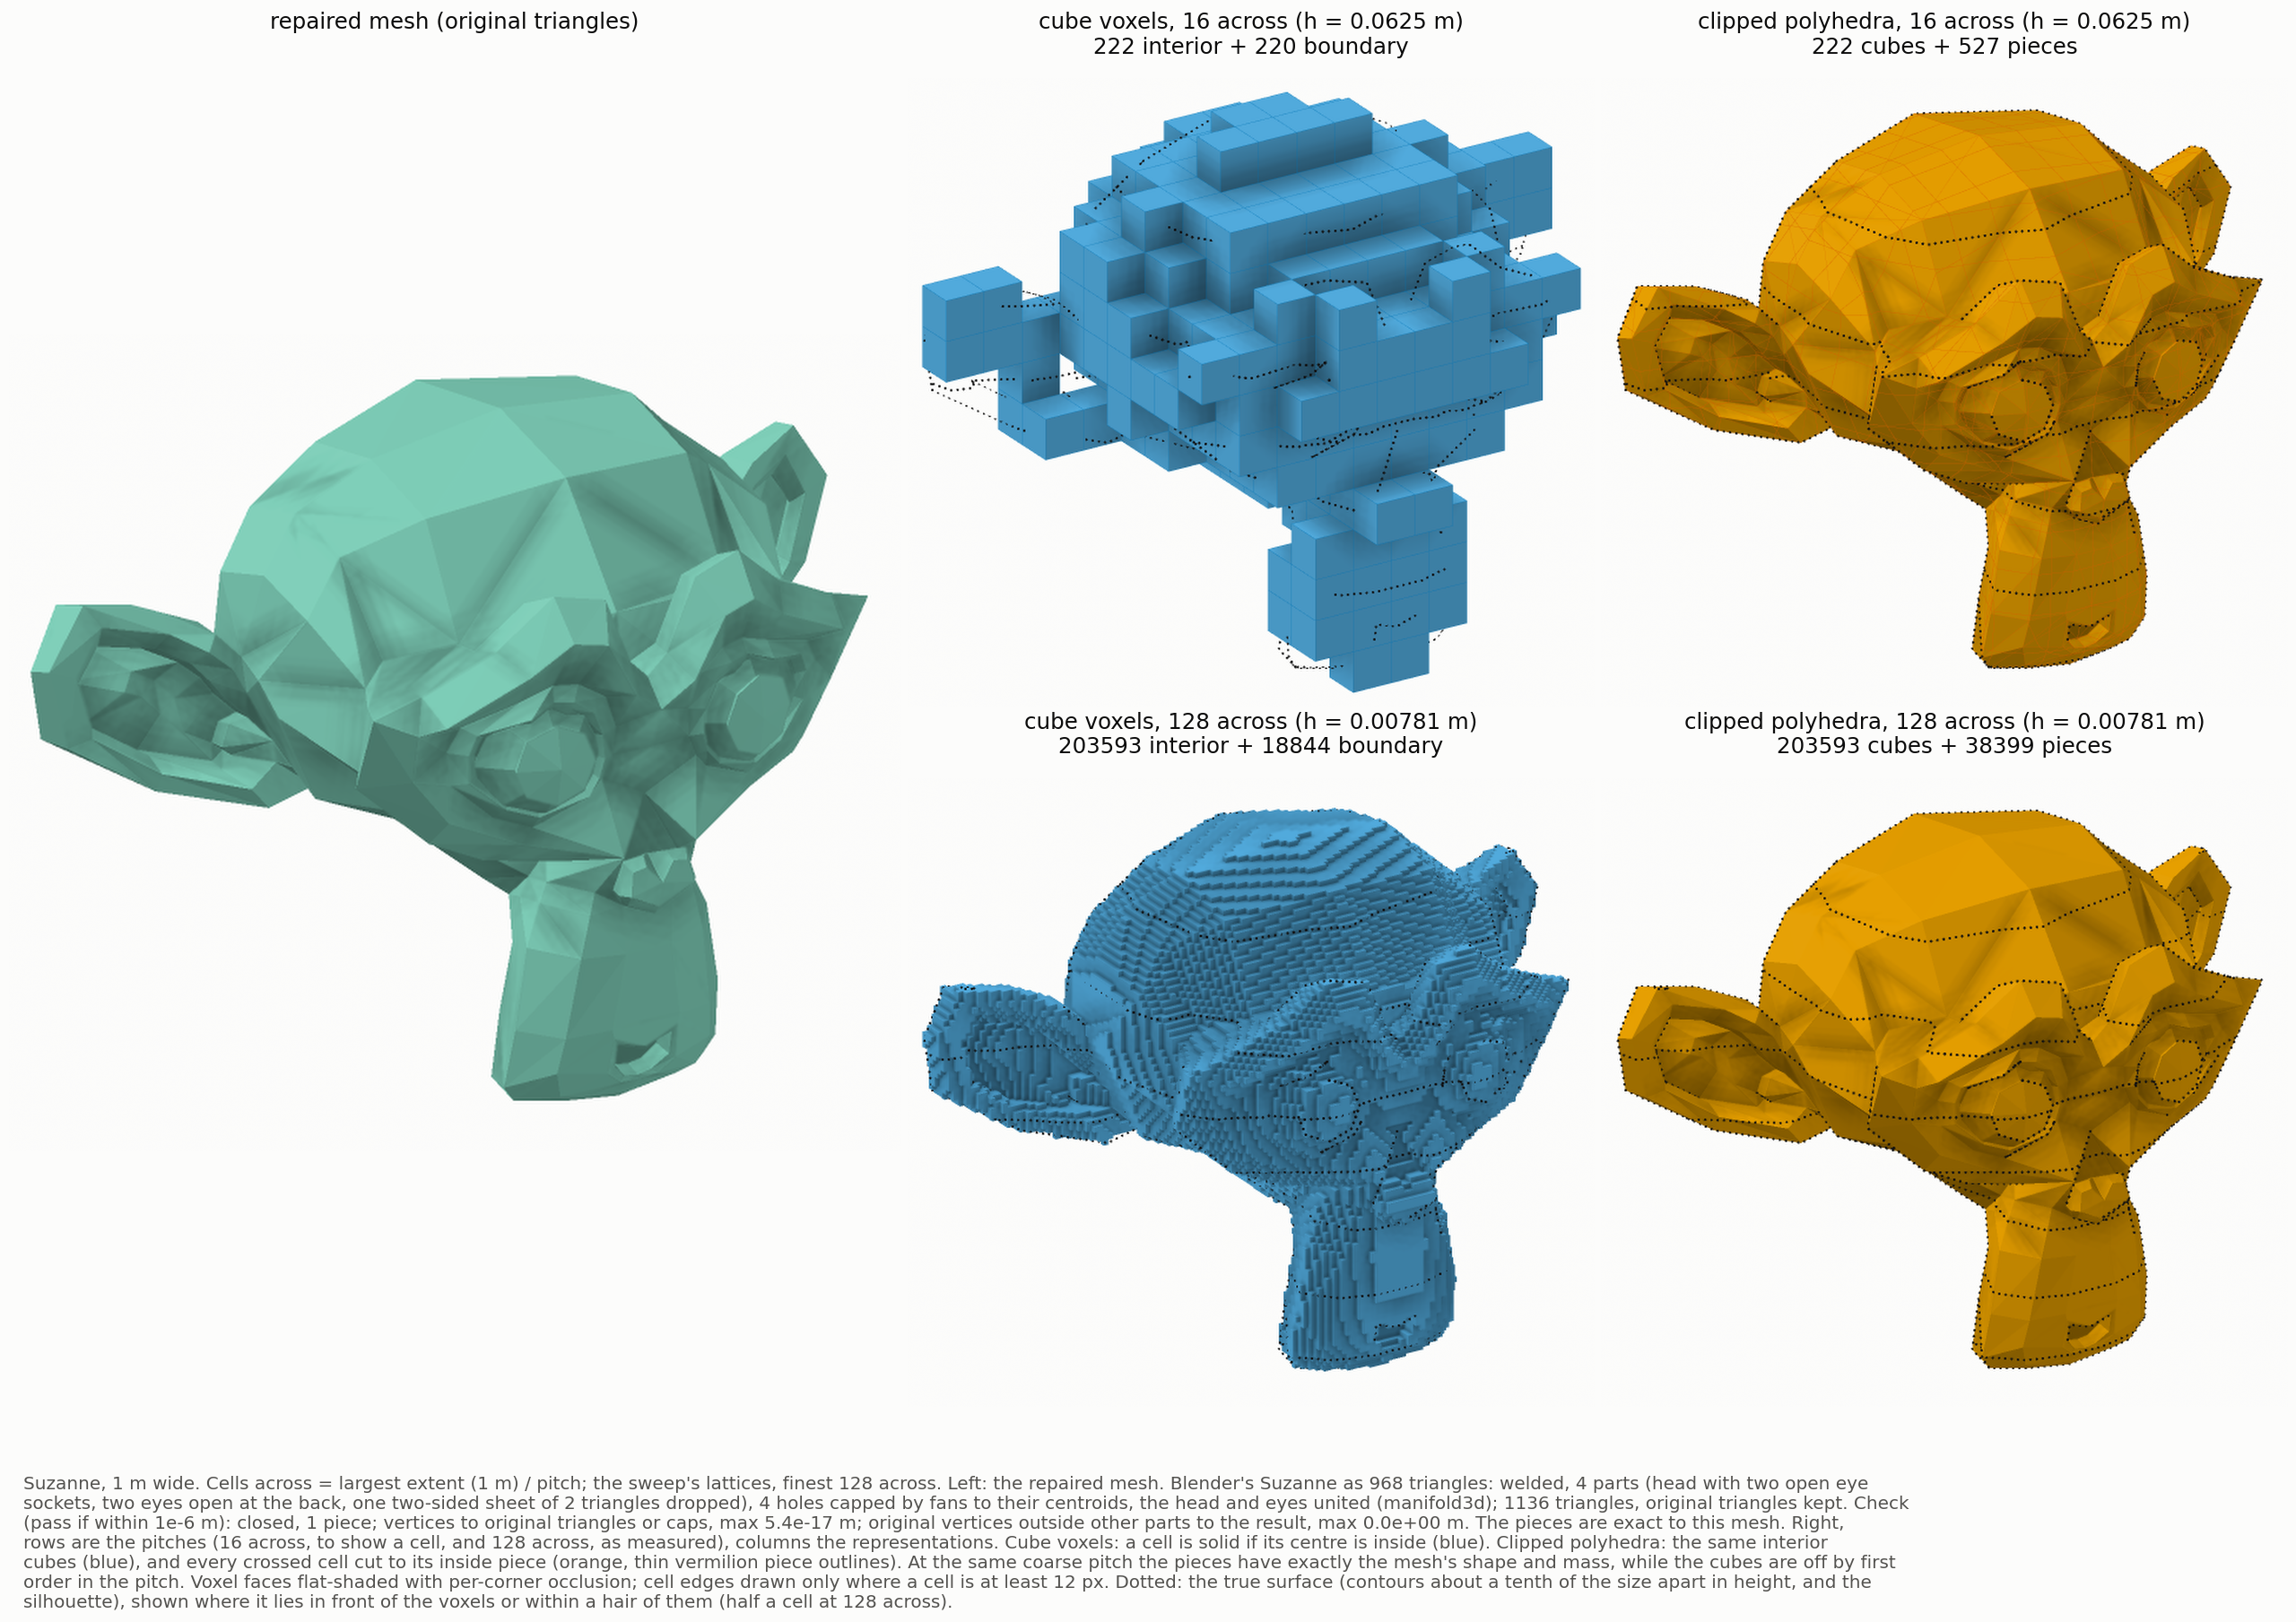 repaired mesh (original triangles)
cube voxels, 16 across (h = 0.0625 m)
222 interior + 220 boundary
clipped polyhedra, 16 across (h = 0.0625 m)
222 cubes + 527 pieces
cube voxels, 128 across (h = 0.00781 m)
203593 interior + 18844 boundary
clipped polyhedra, 128 across (h = 0.00781 m)
203593 cubes + 38399 pieces
Suzanne, 1 m wide. Cells across = largest extent (1 m) / pitch; the sweep's lattices, finest 128 across. Left: the repaired mesh. Blender's Suzanne as 968 triangles: welded, 4 parts (head with two open eye
sockets, two eyes open at the back, one two-sided sheet of 2 triangles dropped), 4 holes capped by fans to their centroids, the head and eyes united (manifold3d); 1136 triangles, original triangles kept. Check
(pass if within 1e-6 m): closed, 1 piece; vertices to original triangles or caps, max 5.4e-17 m; original vertices outside other parts to the result, max 0.0e+00 m. The pieces are exact to this mesh. Right,
rows are the pitches (16 across, to show a cell, and 128 across, as measured), columns the representations. Cube voxels: a cell is solid if its centre is inside (blue). Clipped polyhedra: the same interior
cubes (blue), and every crossed cell cut to its inside piece (orange, thin vermilion piece outlines). At the same coarse pitch the pieces have exactly the mesh's shape and mass, while the cubes are off by first
order in the pitch. Voxel faces flat-shaded with per-corner occlusion; cell edges drawn only where a cell is at least 12 px. Dotted: the true surface (contours about a tenth of the size apart in height, and the
silhouette), shown where it lies in front of the voxels or within a hair of them (half a cell at 128 across).